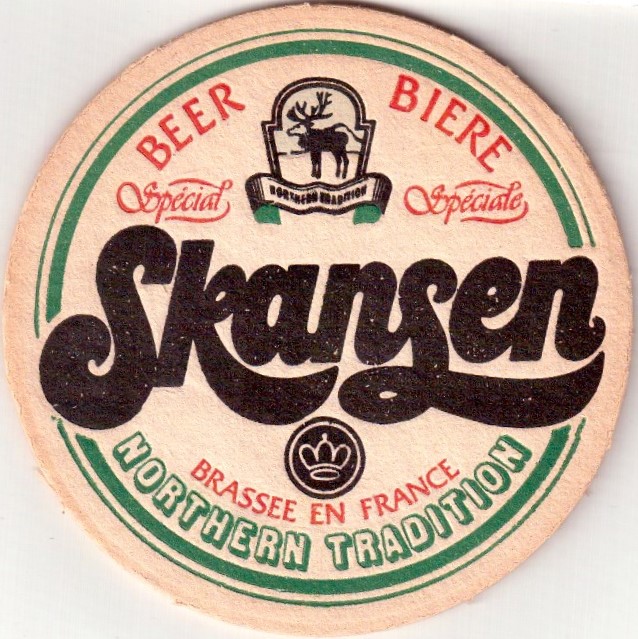 BEER BIERE
Spécial Spéciale
NORTHERN TRADITION
Skansen
BRASSEE EN FRANCE
NORTHERN TRADITION